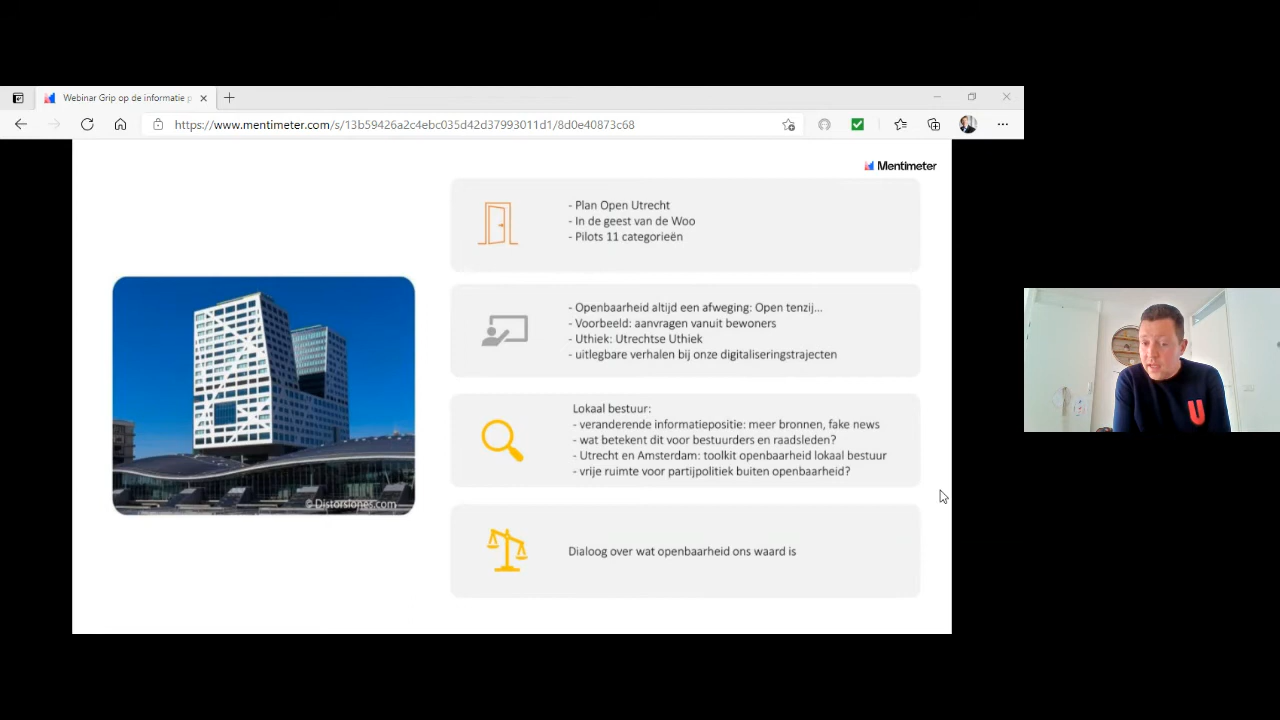 Webinar Grip op de informatie p
https://www.mentimeter.com/s/13b59426a2c4ebc035d42d37993011d1/8d0e40873c68
Mentimeter
- Plan Open Utrecht
- In de geest van de Woo
- Pilots 11 categorieën
- Openbaarheid altijd een afweging: Open tenzij...
- Voorbeeld: aanvragen vanuit bewoners
- Uthiek: Utrechtse Uthiek
- uitlegbare verhalen bij onze digitaliseringstrajecten
Lokaal bestuur:
- veranderende informatiepositie: meer bronnen, fake news
- wat betekent dit voor bestuurders en raadsleden?
- Utrecht en Amsterdam: toolkit openbaarheid lokaal bestuur
- vrije ruimte voor partijpolitiek buiten openbaarheid?
Dialoog over wat openbaarheid ons waard is
© Distorsiones.com
U